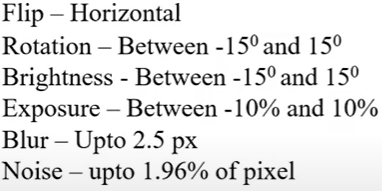 Flip – Horizontal
Rotation – Between -15⁰ and 15⁰
Brightness - Between -15⁰ and 15⁰
Exposure – Between -10% and 10%
Blur – Upto 2.5 px
Noise – upto 1.96% of pixel